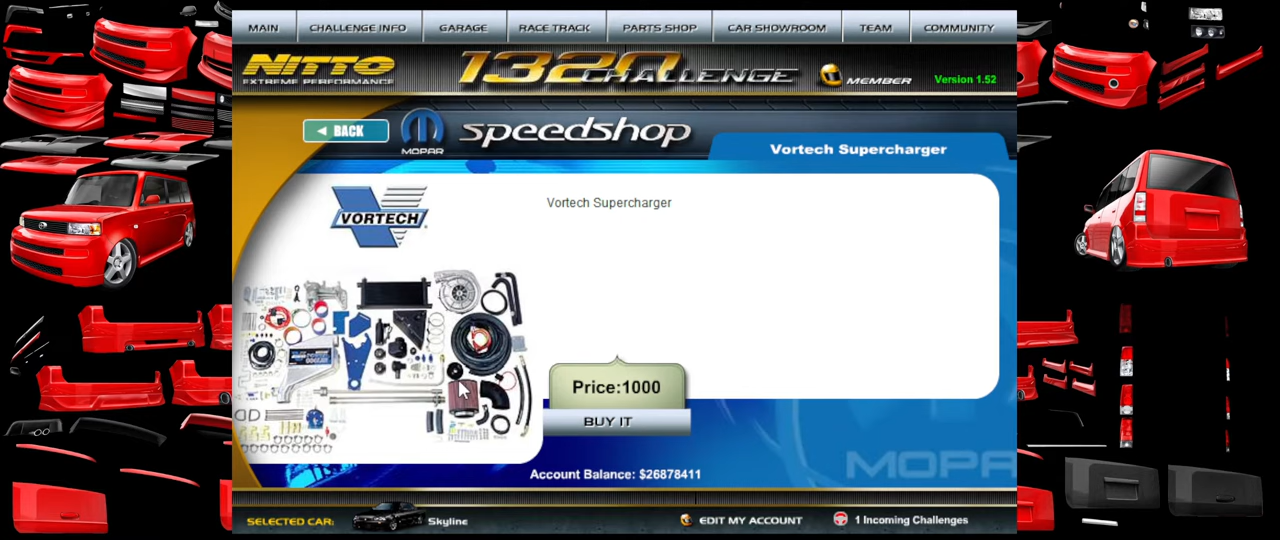 MAIN
CHALLENGE INFO
GARAGE
RACE TRACK
PARTS SHOP
CAR SHOWROOM
TEAM
COMMUNITY
NITTO
EXTREME PERFORMANCE
1320 CHALLENGE
MEMBER
Version 1.52
BACK
MOPAR
speedshop
Vortech Supercharger
VORTECH
Vortech Supercharger
Price:1000
BUY IT
MOPAR
Account Balance: $26878411
SELECTED CAR:
Skyline
EDIT MY ACCOUNT
1 Incoming Challenges